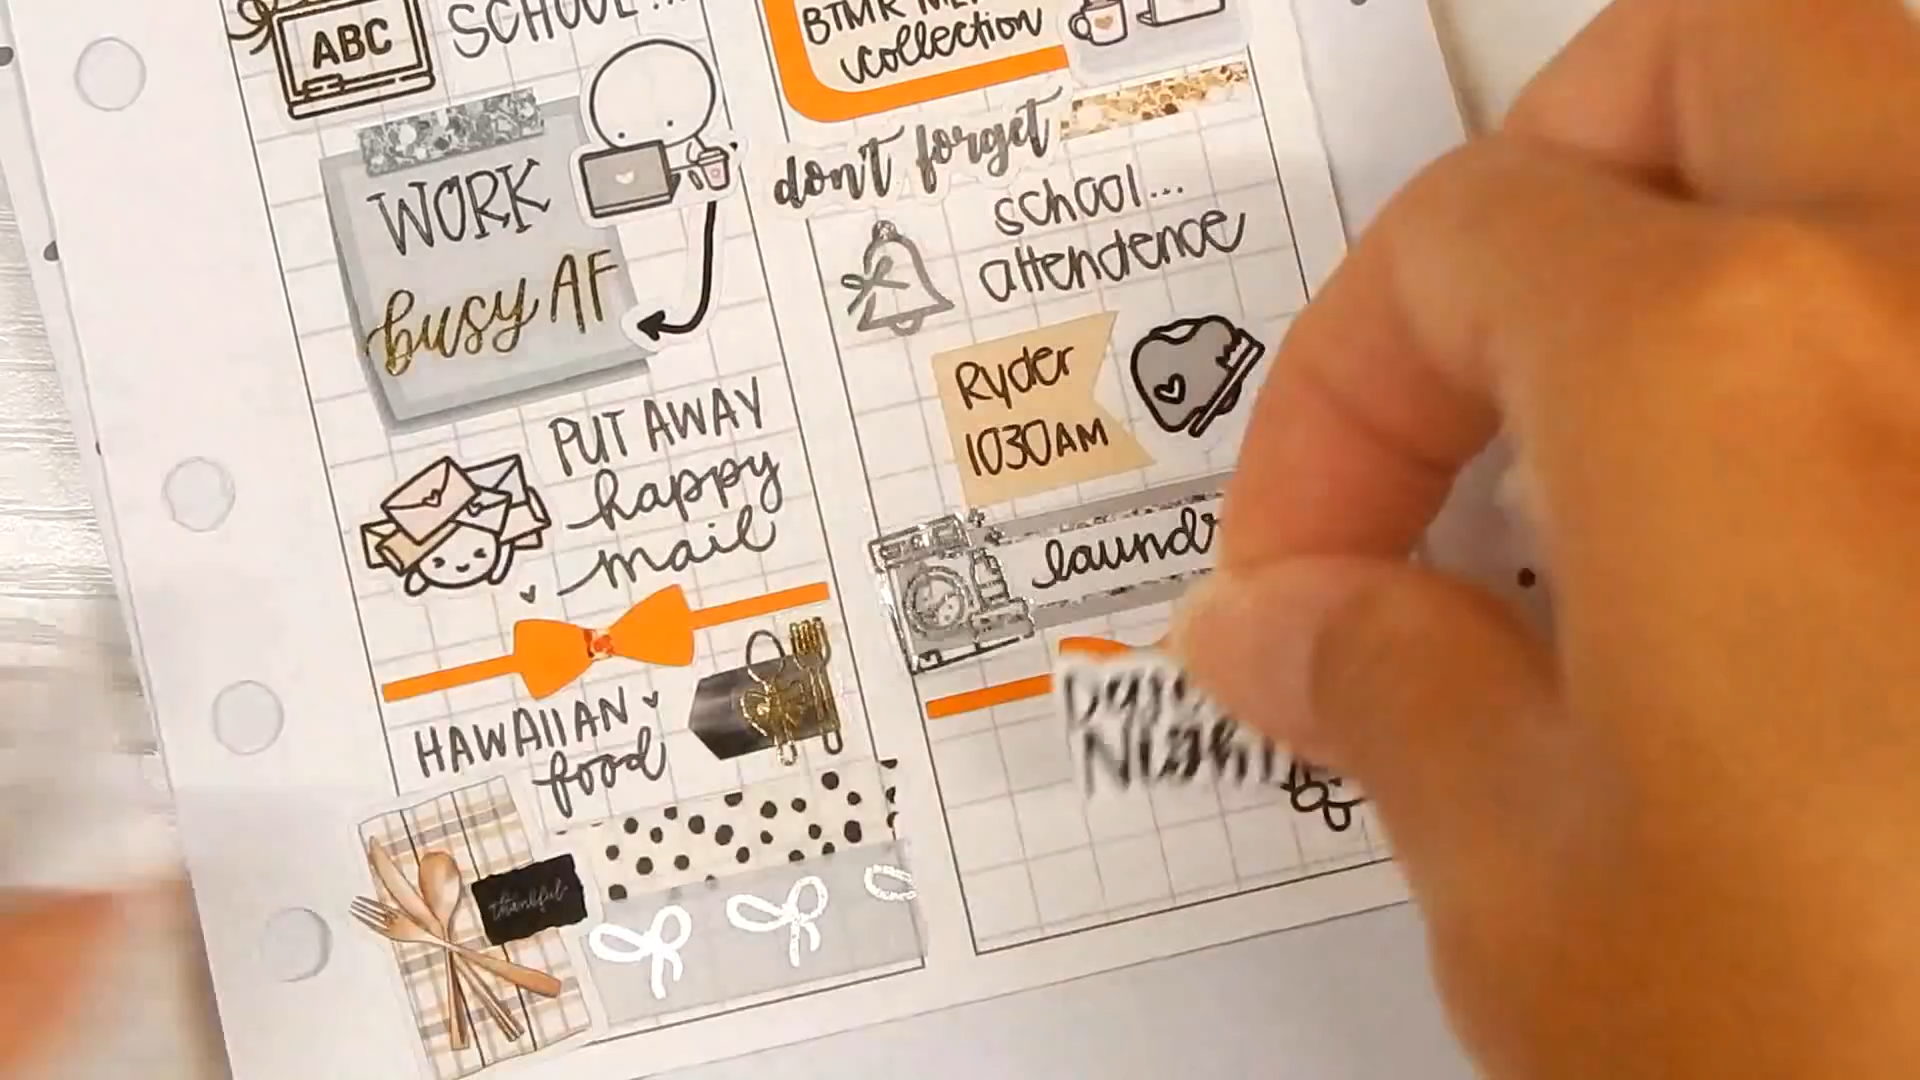 ABC
SCHOOL...
WORK
busy AF
PUT AWAY
happy
mail
HAWAIIAN
food
thankful
BTMR
collection
don't forget
school...
attendence
Ryder
1030AM